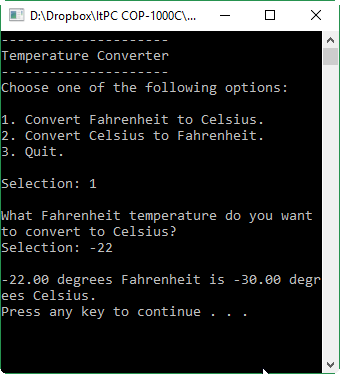 D:\Dropbox\ItPC COP-1000C\...
---------------------
Temperature Converter
---------------------
Choose one of the following options:
1. Convert Fahrenheit to Celsius.
2. Convert Celsius to Fahrenheit.
3. Quit.
Selection: 1
What Fahrenheit temperature do you want
to convert to Celsius?
Selection: -22
-22.00 degrees Fahrenheit is -30.00 degr
ees Celsius.
Press any key to continue . . .